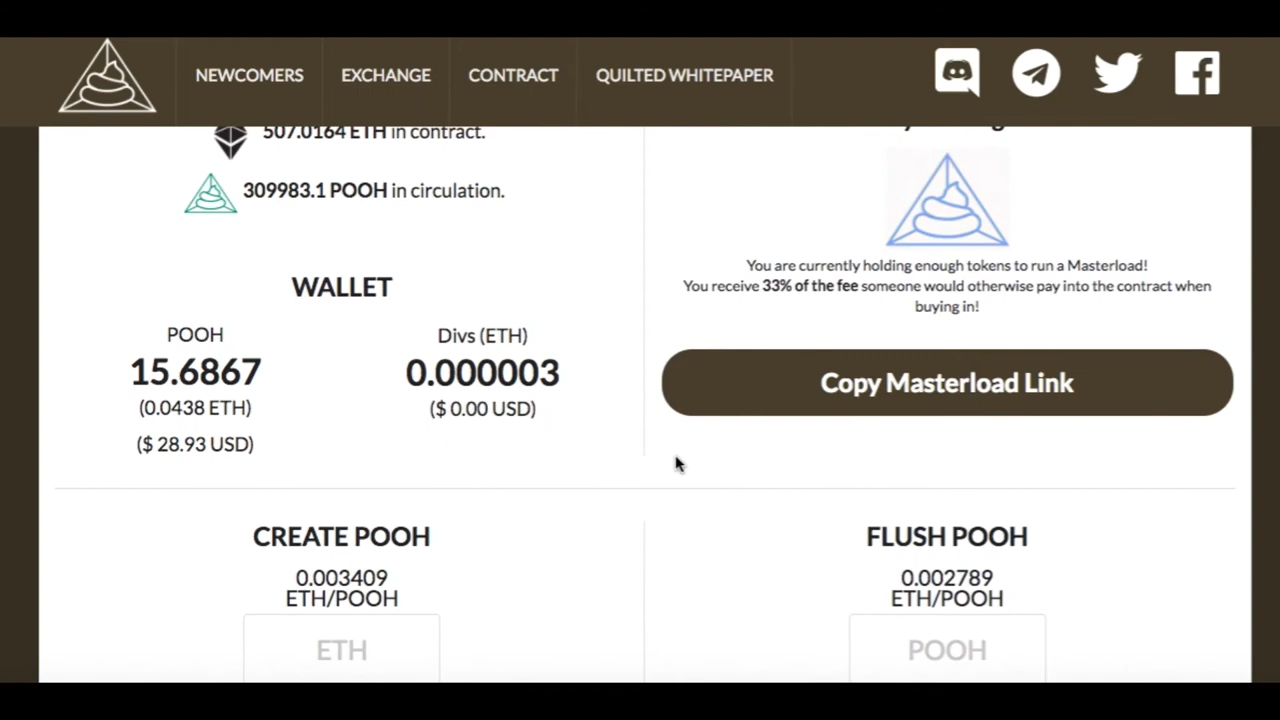 NEWCOMERS
EXCHANGE
CONTRACT
QUILTED WHITEPAPER
507.0164 ETH in contract.
309983.1 POOH in circulation.
WALLET
POOH
15.6867
(0.0438 ETH)
($ 28.93 USD)
Divs (ETH)
0.000003
($ 0.00 USD)
You are currently holding enough tokens to run a Masterload!
You receive 33% of the fee someone would otherwise pay into the contract when
buying in!
Copy Masterload Link
CREATE POOH
0.003409
ETH/POOH
ETH
FLUSH POOH
0.002789
ETH/POOH
POOH